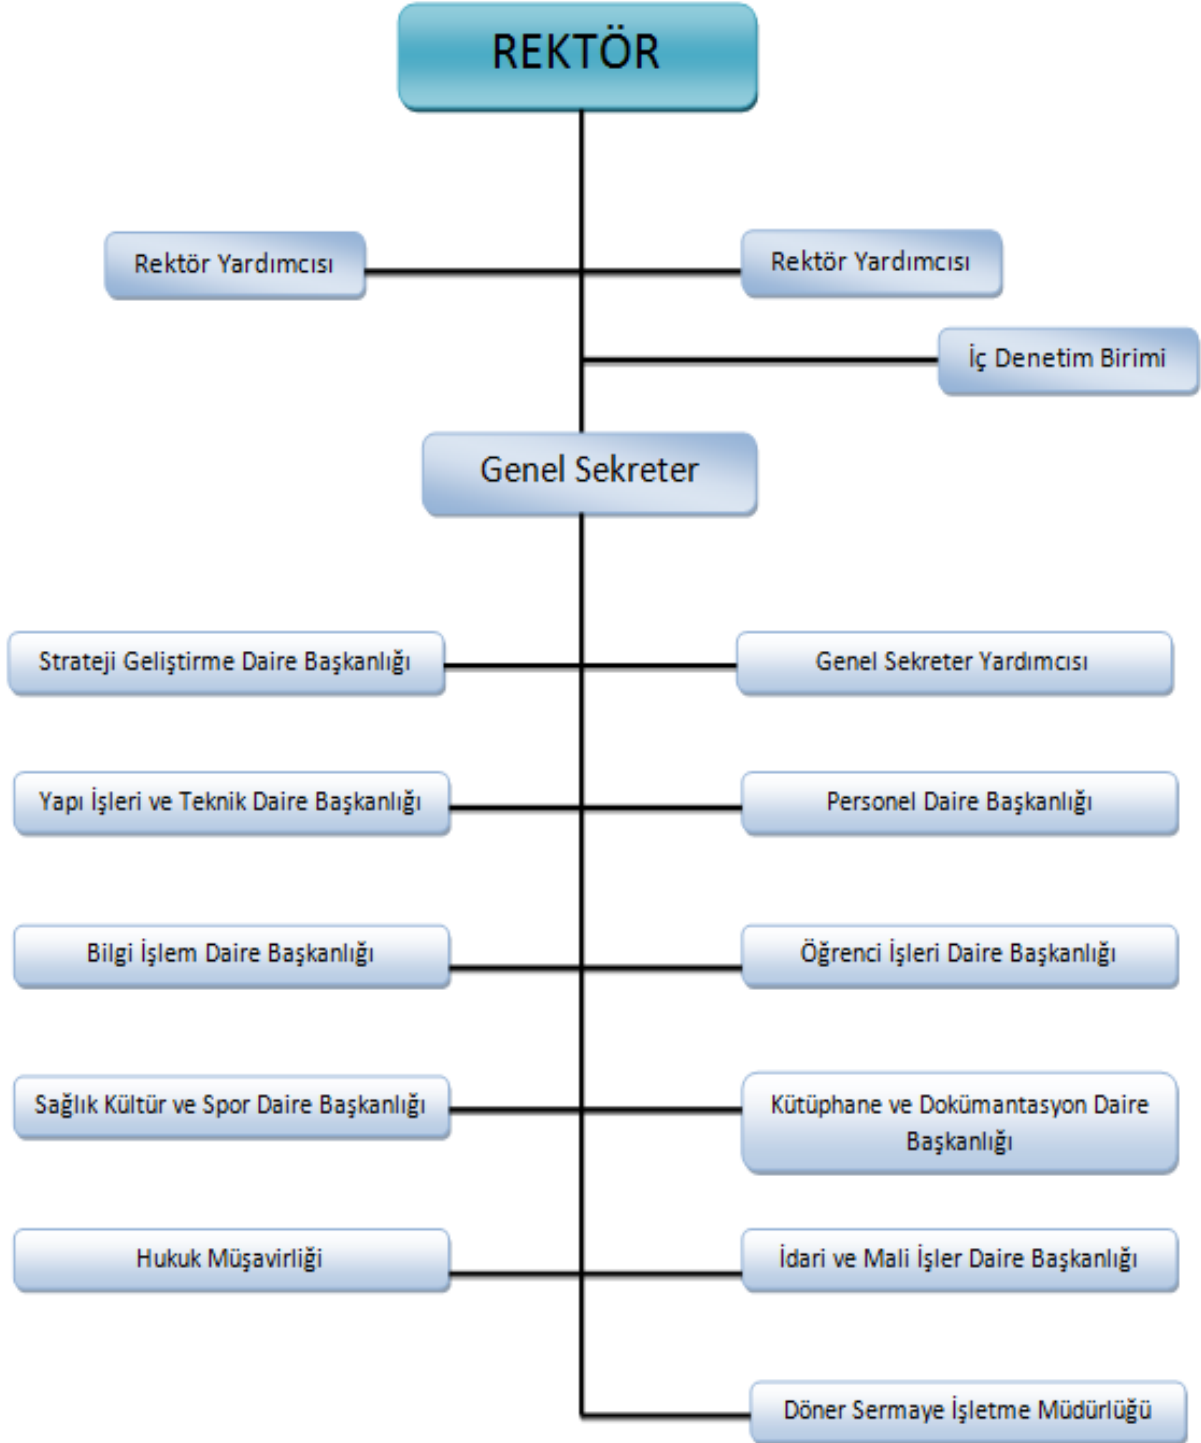 REKTÖR
Rektör Yardımcısı
Rektör Yardımcısı
İç Denetim Birimi
Genel Sekreter
Strateji Geliştirme Daire Başkanlığı
Genel Sekreter Yardımcısı
Yapı İşleri ve Teknik Daire Başkanlığı
Personel Daire Başkanlığı
Bilgi İşlem Daire Başkanlığı
Öğrenci İşleri Daire Başkanlığı
Sağlık Kültür ve Spor Daire Başkanlığı
Kütüphane ve Dokümantasyon Daire
Başkanlığı
Hukuk Müşavirliği
İdari ve Mali İşler Daire Başkanlığı
Döner Sermaye İşletme Müdürlüğü